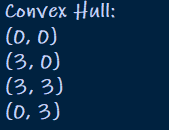 Convex Hull:
(0, 0)
(3, 0)
(3, 3)
(0, 3)